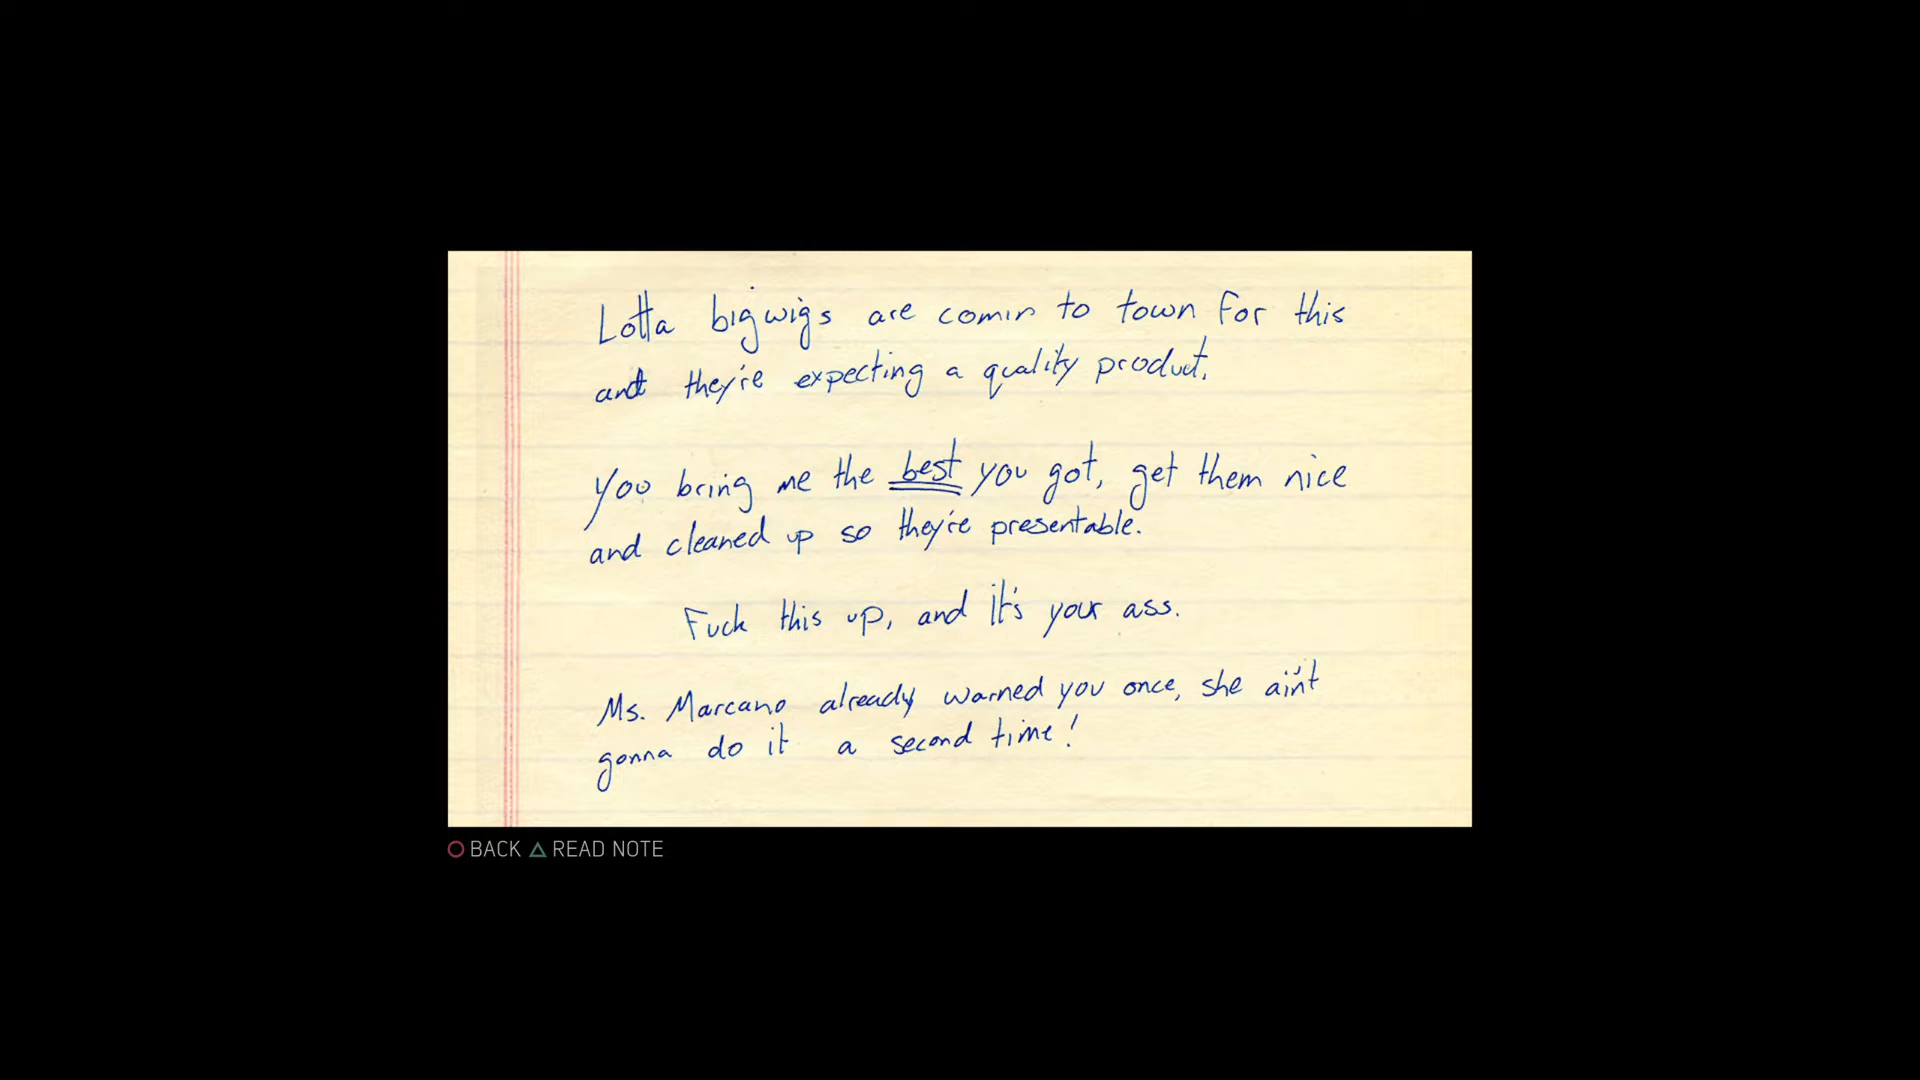 Lotta bigwigs are comin to town for this
and they're expecting a quality product.
You bring me the best you got, get them nice
and cleaned up so they're presentable.
Fuck this up, and it's your ass.
Ms. Marcano already warned you once, she ain't
gonna do it a second time!
BACK READ NOTE